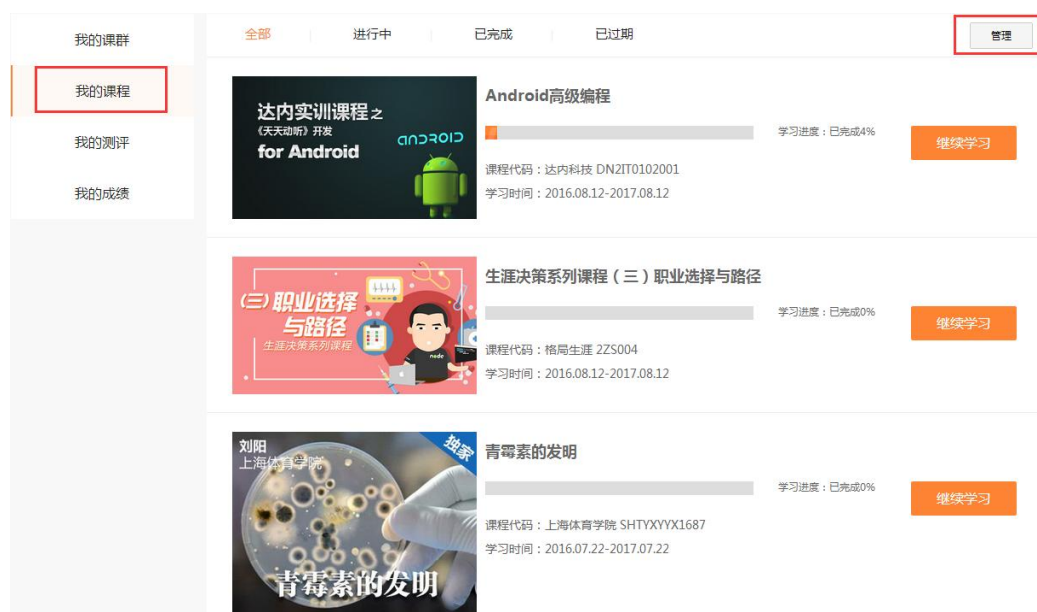 我的课群
我的课程
我的测评
我的成绩
全部 进行中 已完成 已过期
管理
达内实训课程之
《天天动听》开发
for Android
ANDROID
Android高级编程
学习进度：已完成4%
继续学习
课程代码：达内科技 DN2IT0102001
学习时间：2016.08.12-2017.08.12
(三)职业选择
与路径
生涯决策系列课程
node
生涯决策系列课程（三）职业选择与路径
学习进度：已完成0%
继续学习
课程代码：格局生涯 2ZS004
学习时间：2016.08.12-2017.08.12
刘阳
上海体育学院
独家
青霉素的发明
青霉素的发明
学习进度：已完成0%
继续学习
课程代码：上海体育学院 SHTYXYYX1687
学习时间：2016.07.22-2017.07.22